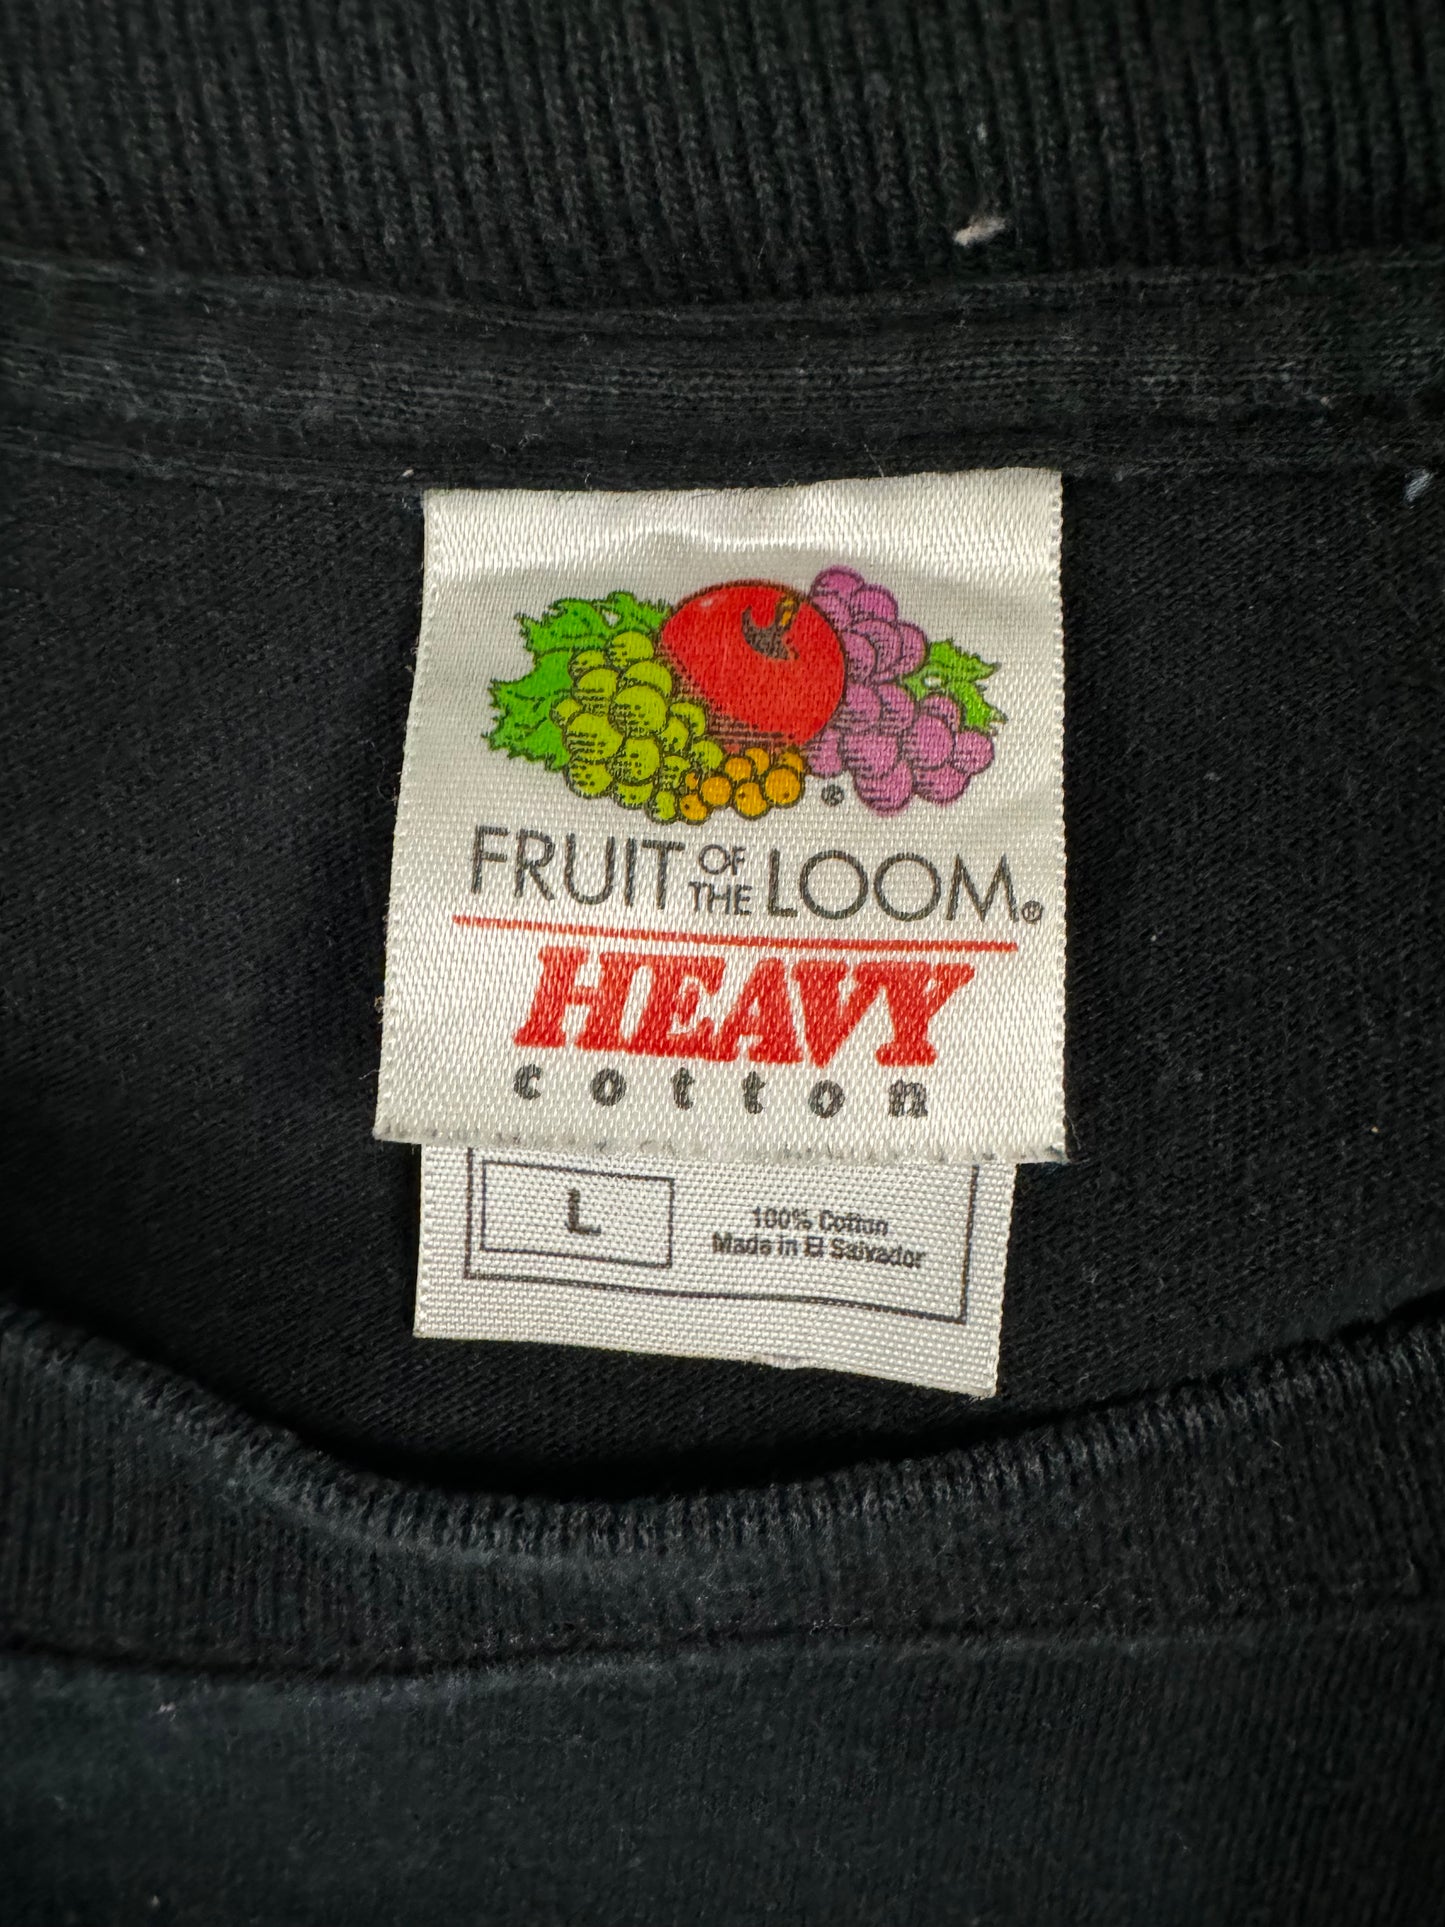 ®
FRUIT OF THE LOOM®
HEAVY
cotton
L
100% Cotton
Made in El Salvador